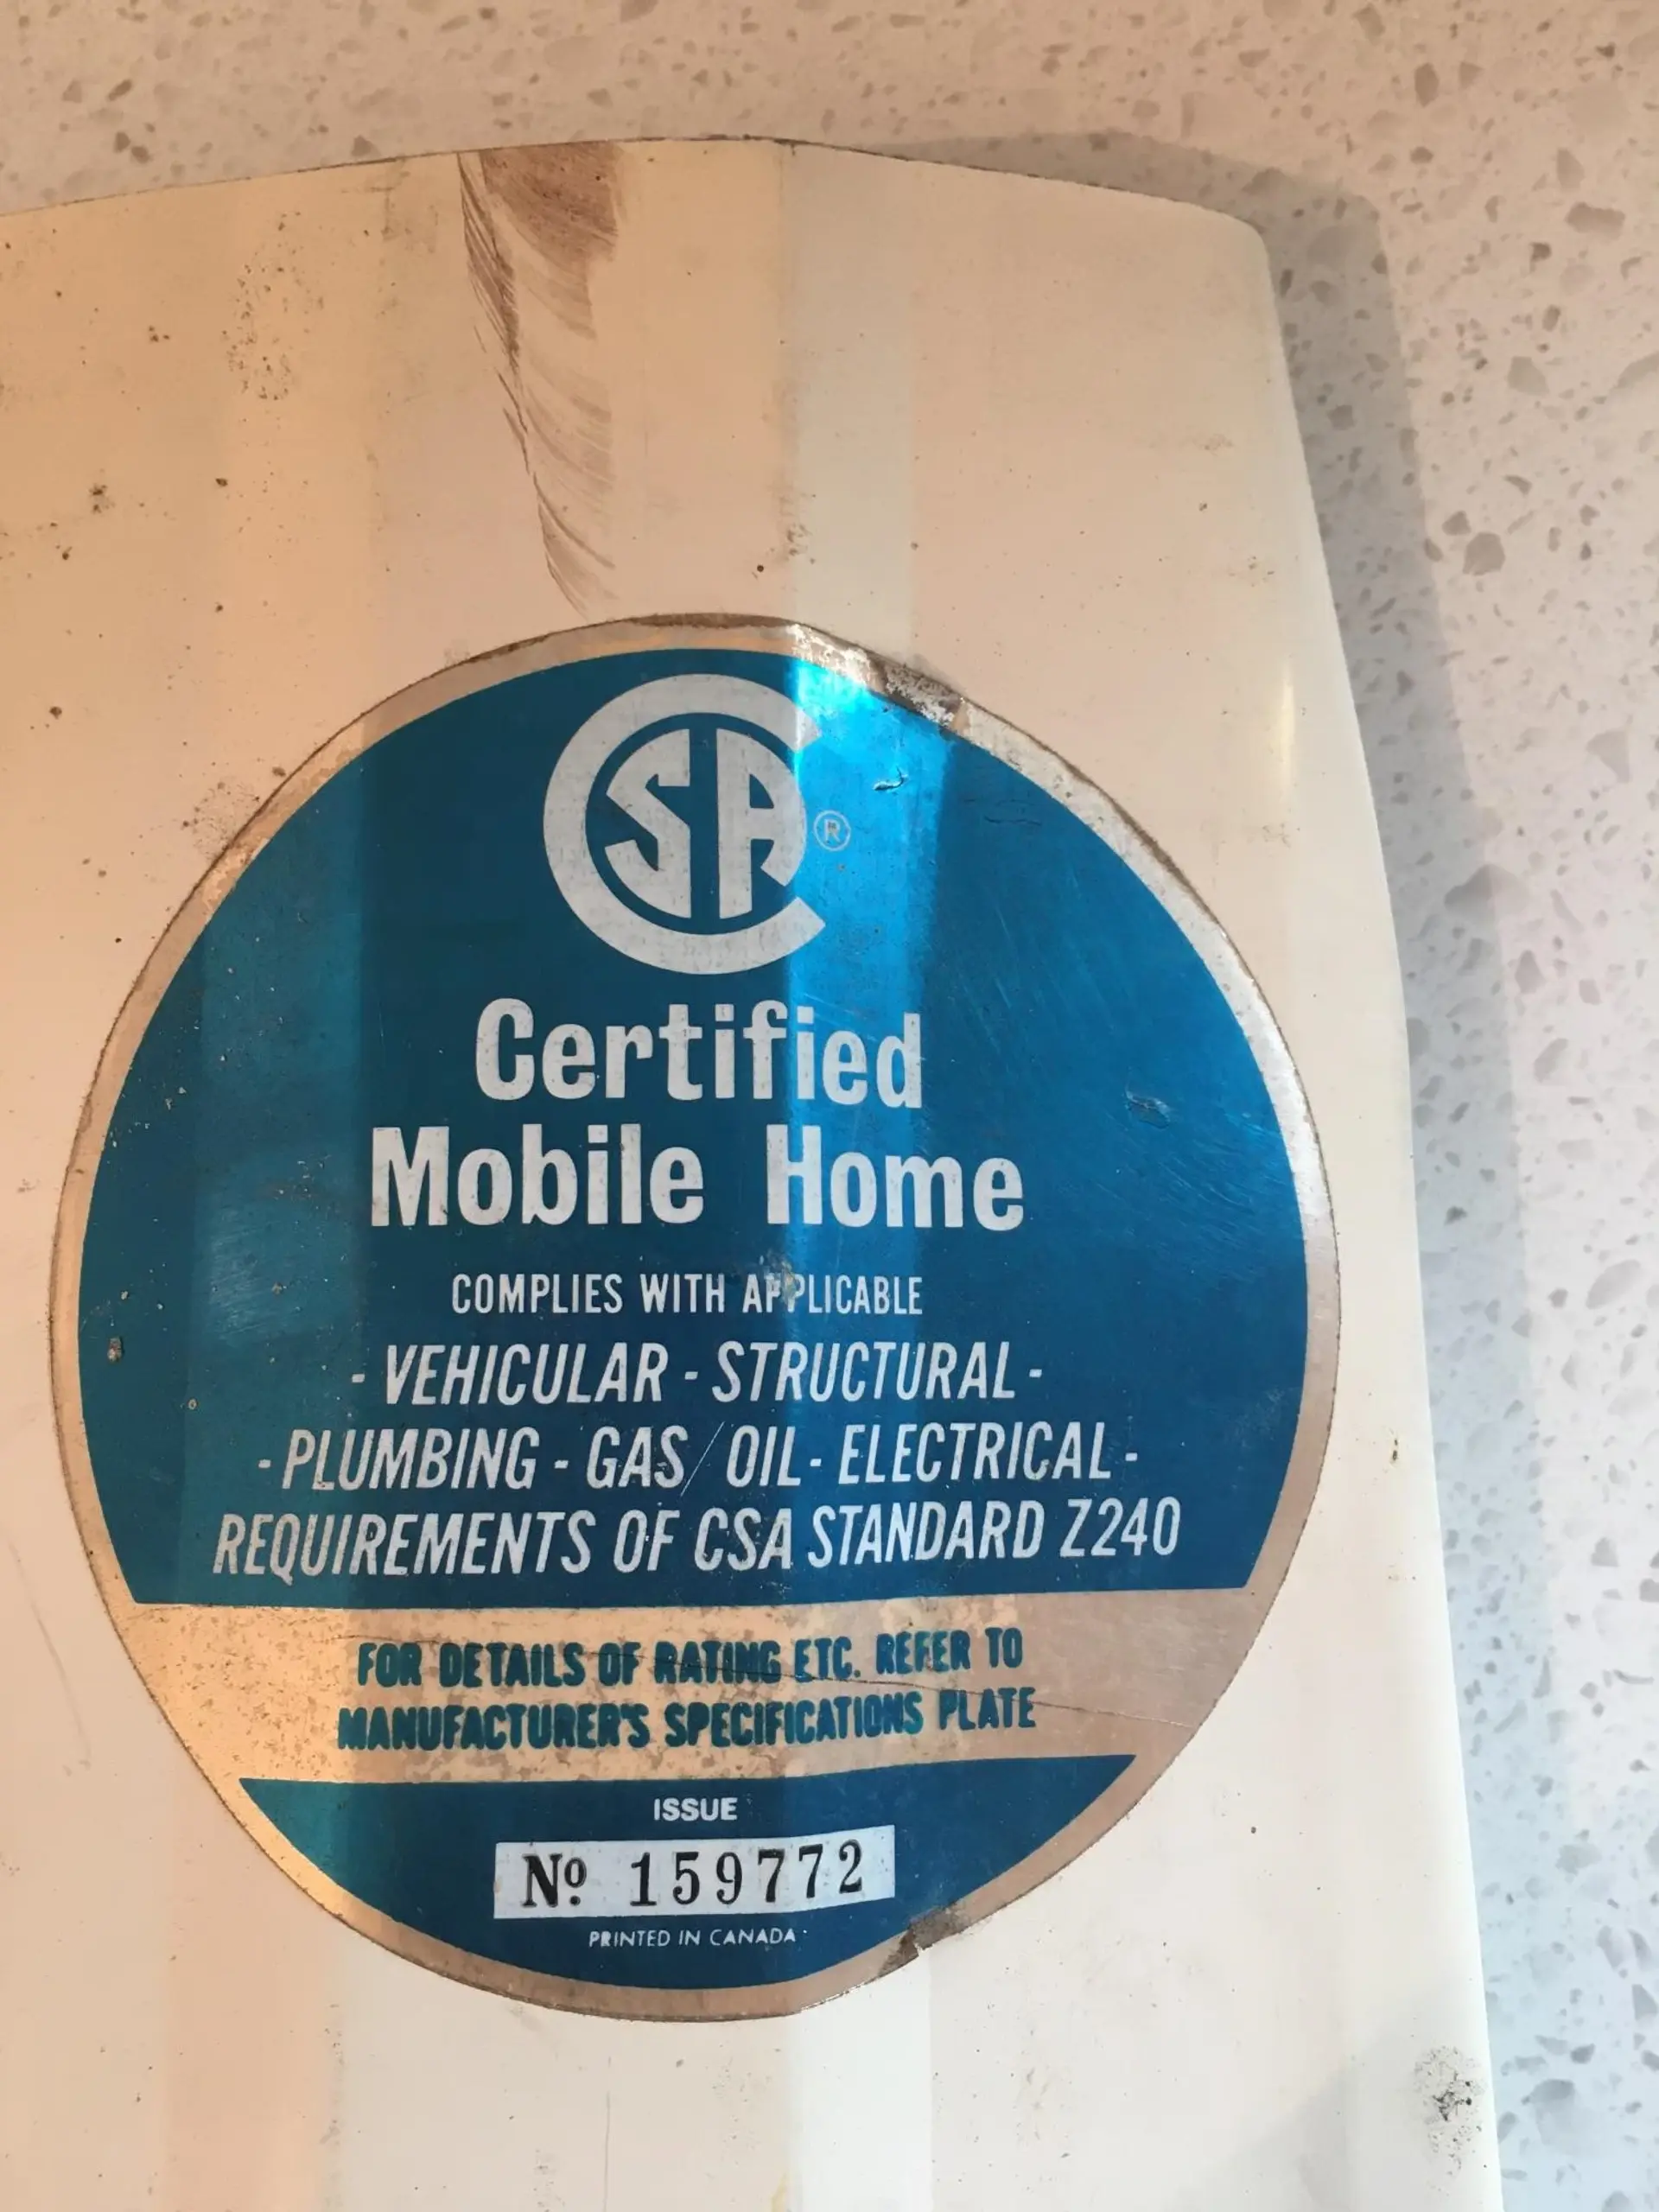 CSA®
Certified
Mobile Home
COMPLIES WITH APPLICABLE
- VEHICULAR - STRUCTURAL -
- PLUMBING - GAS/OIL - ELECTRICAL -
REQUIREMENTS OF CSA STANDARD Z240
FOR DETAILS OF RATING ETC. REFER TO
MANUFACTURER'S SPECIFICATIONS PLATE
ISSUE
Nº 159772
PRINTED IN CANADA